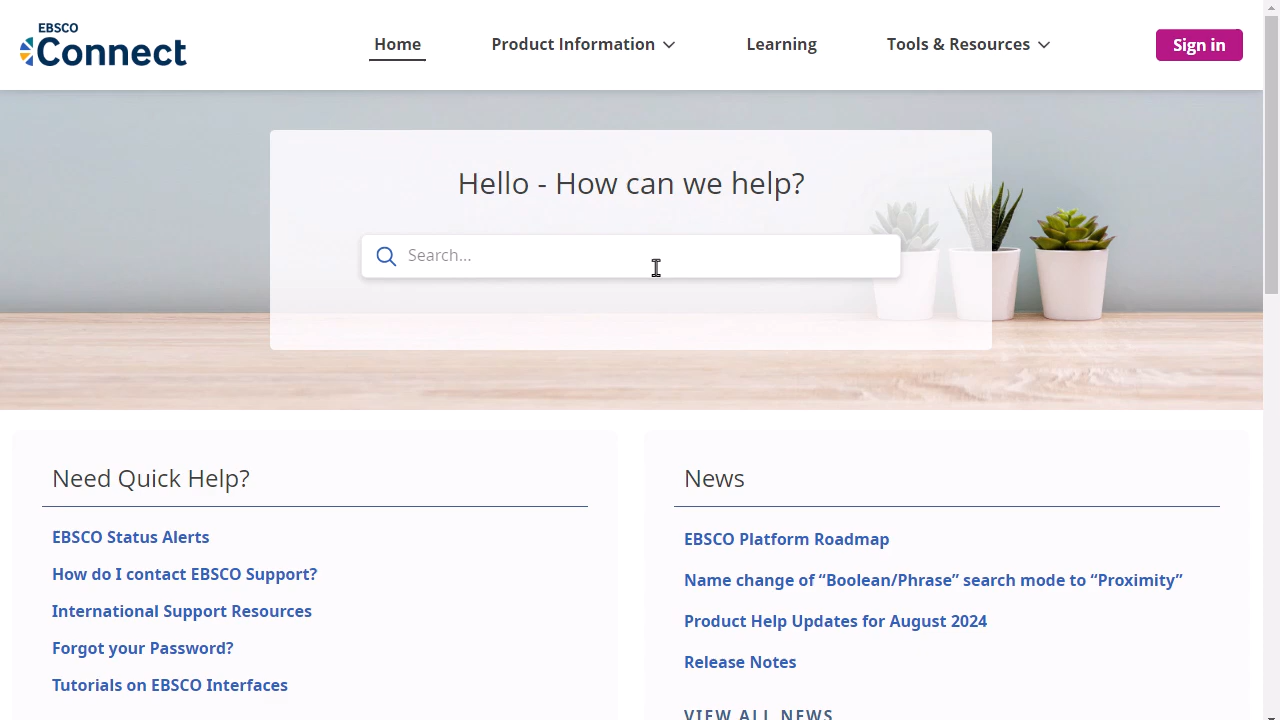 EBSCO
Connect
Home
Product Information
Learning
Tools & Resources
Sign in
Hello - How can we help?
Search...
Need Quick Help?
EBSCO Status Alerts
How do I contact EBSCO Support?
International Support Resources
Forgot your Password?
Tutorials on EBSCO Interfaces
News
EBSCO Platform Roadmap
Name change of “Boolean/Phrase” search mode to “Proximity”
Product Help Updates for August 2024
Release Notes
VIEW ALL NEWS